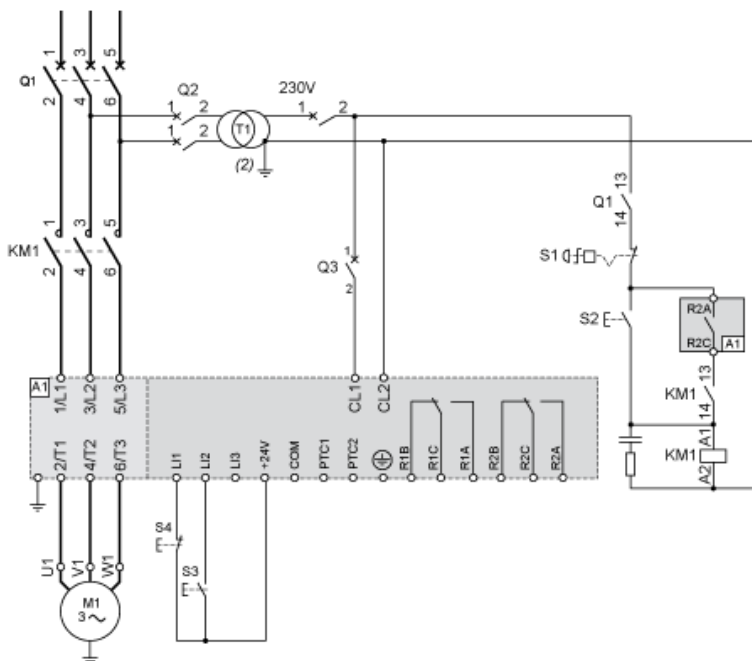 1 3 5
Q1
2 4 6
Q2
1 2
1 2
T1
(2)
230V
1 2
13
Q1
14
1 3 5
KM1
2 4 6
1
Q3
2
S1
S2
R2A
R2C A1
13
KM1
14
A1
KM1
A2
A1 1/L1 3/L2 5/L3 CL1 CL2
2/T1 4/T2 6/T3 LI1 LI2 LI3 +24V COM PTC1 PTC2 R1B R1C R1A R2B R2C R2A
S4
S3
U1 V1 W1
M1
3